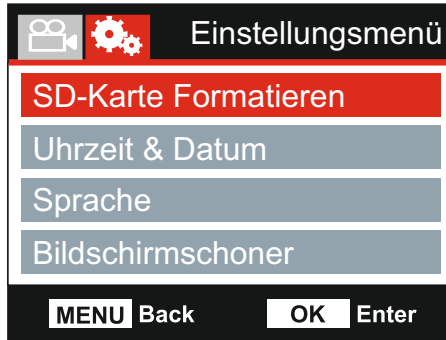 Einstellungsmenü
SD-Karte Formatieren
Uhrzeit & Datum
Sprache
Bildschirmschoner
MENU Back OK Enter